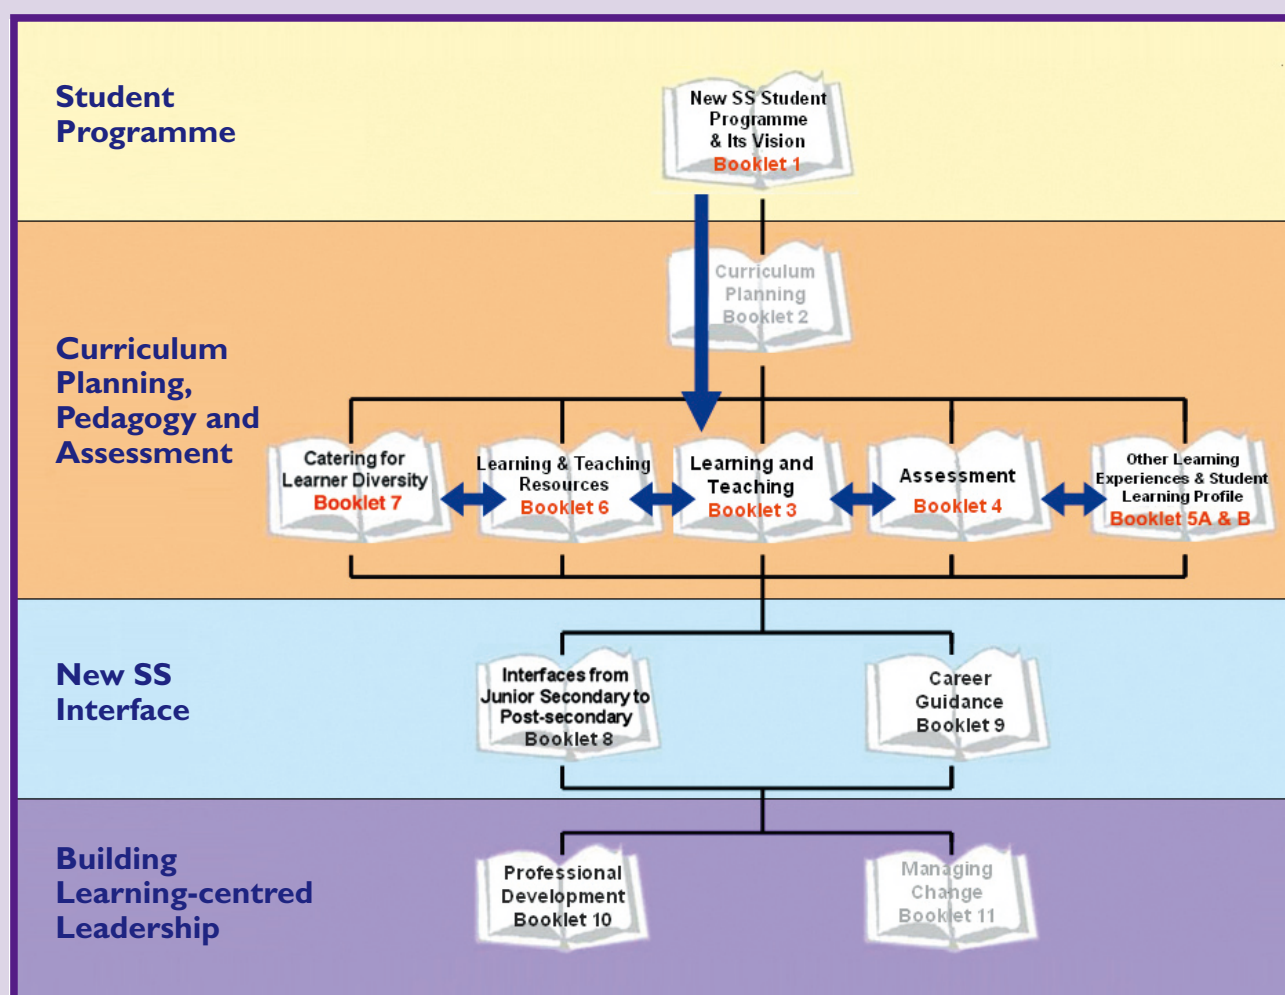 Student
Programme
New SS Student
Programme
& Its Vision
Booklet 1
Curriculum
Planning,
Pedagogy and
Assessment
Curriculum
Planning
Booklet 2
Catering for
Learner Diversity
Booklet 7
Learning & Teaching
Resources
Booklet 6
Learning and
Teaching
Booklet 3
Assessment
Booklet 4
Other Learning
Experiences & Student
Learning Profile
Booklet 5A & B
New SS
Interface
Interfaces from
Junior Secondary to
Post-secondary
Booklet 8
Career
Guidance
Booklet 9
Building
Learning-centred
Leadership
Professional
Development
Booklet 10
Managing
Change
Booklet 11